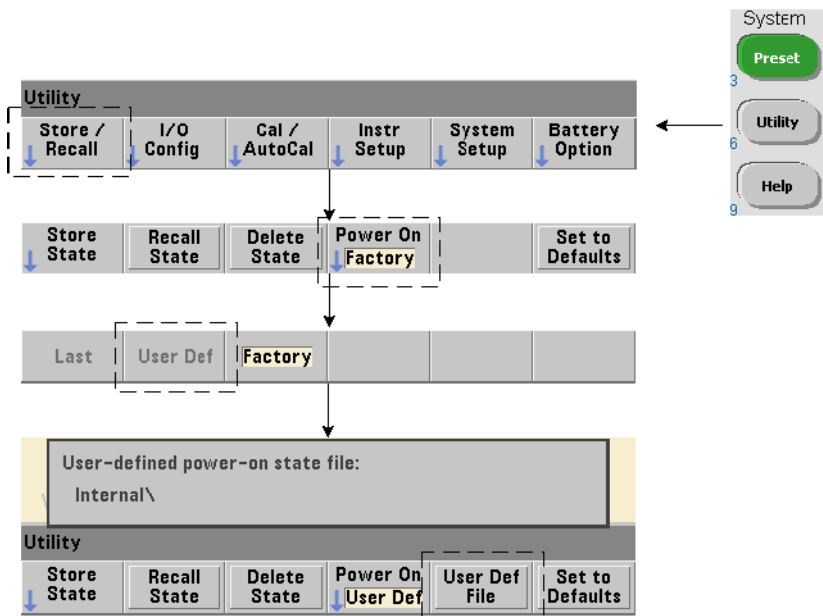 System
Preset
3
Utility
6
Help
9
Utility
Store / Recall
I/O Config
Cal / AutoCal
Instr Setup
System Setup
Battery Option
Store State
Recall State
Delete State
Power On Factory
Set to Defaults
Last
User Def
Factory
User-defined power-on state file:
Internal\
Utility
Store State
Recall State
Delete State
Power On User Def
User Def File
Set to Defaults